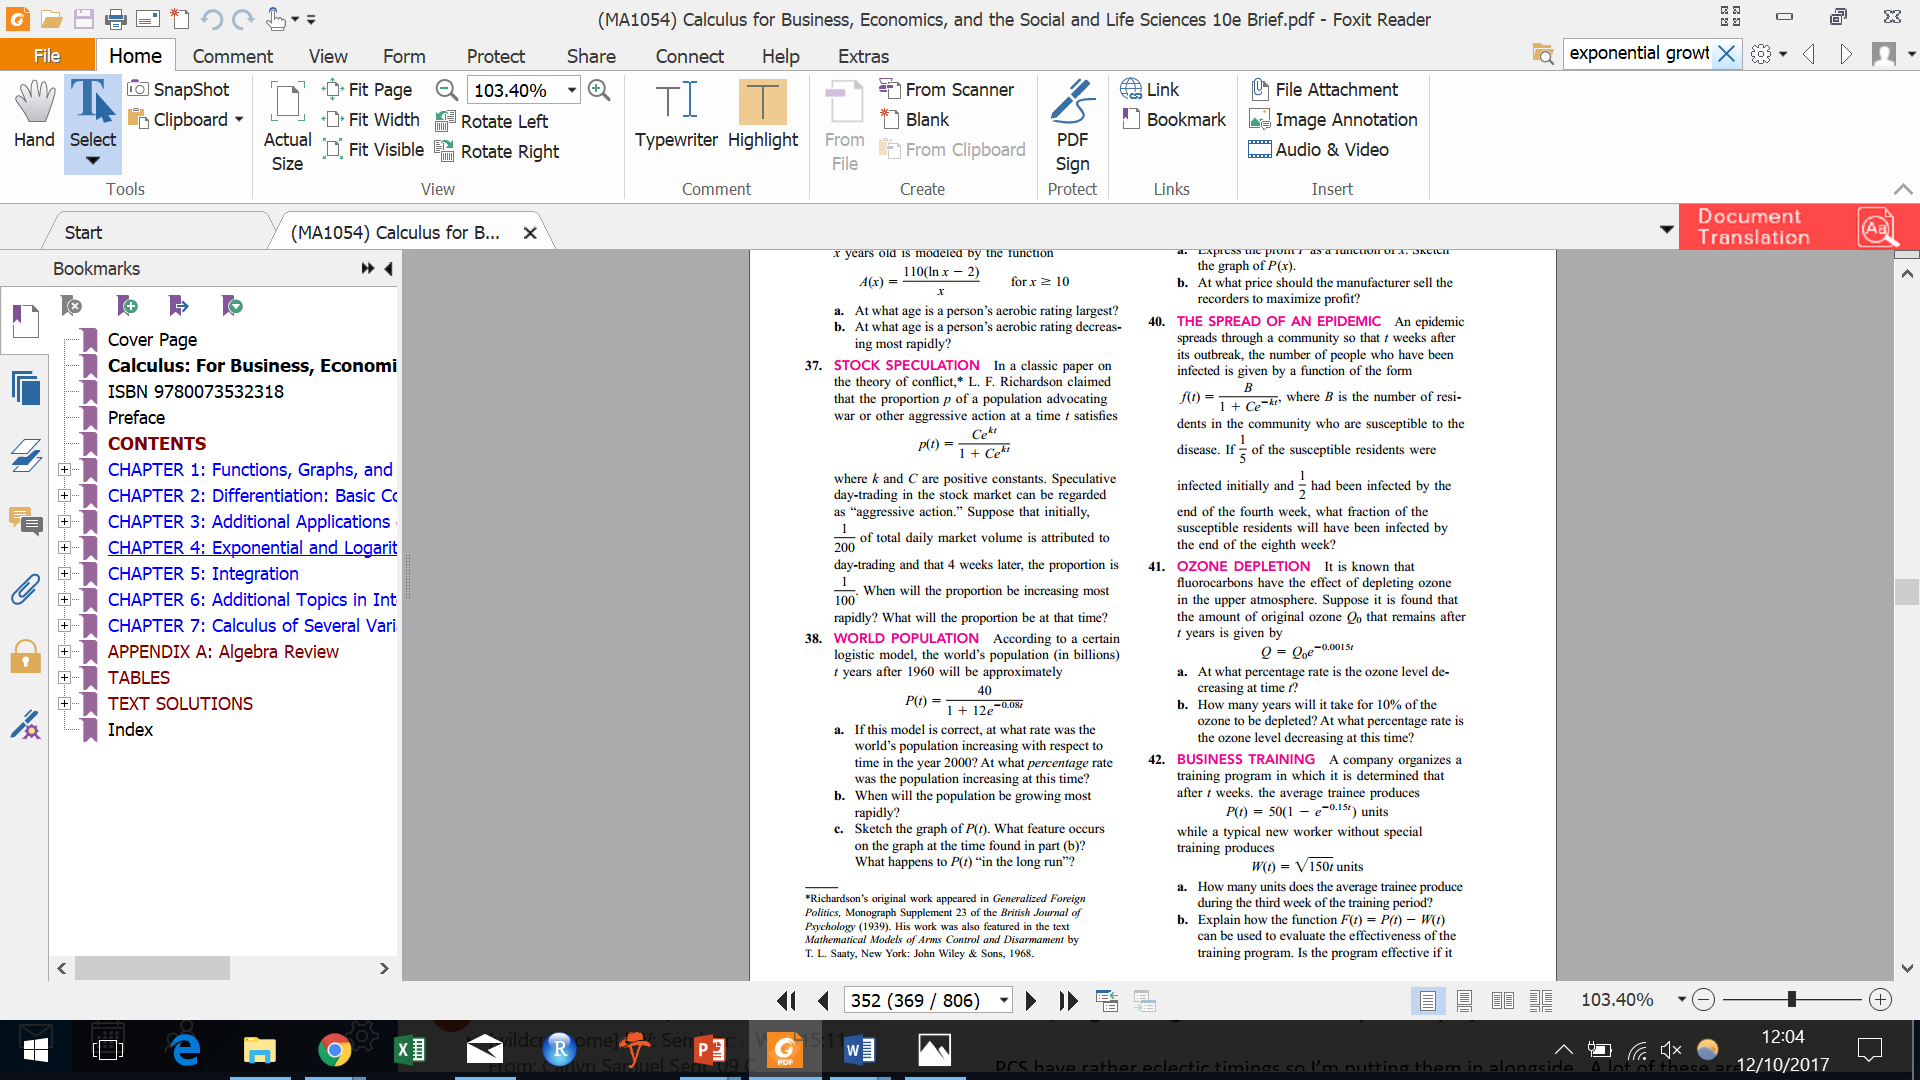 (MA1054) Calculus for Business, Economics, and the Social and Life Sciences 10e Brief.pdf - Foxit Reader
File Home Comment View Form Protect Share Connect Help Extras
exponential growt
Hand
Select
SnapShot
Clipboard
Tools
Actual Size
Fit Page
Fit Width
Fit Visible
103.40%
Rotate Left
Rotate Right
View
Typewriter
Highlight
Comment
From File
From Scanner
Blank
From Clipboard
Create
PDF Sign
Protect
Link
Bookmark
Links
File Attachment
Image Annotation
Audio & Video
Insert
Start
(MA1054) Calculus for B...
Document Translation
Bookmarks
Cover Page
Calculus: For Business, Economi
ISBN 9780073532318
Preface
CONTENTS
CHAPTER 1: Functions, Graphs, and
CHAPTER 2: Differentiation: Basic Co
CHAPTER 3: Additional Applications
CHAPTER 4: Exponential and Logarit
CHAPTER 5: Integration
CHAPTER 6: Additional Topics in Int
CHAPTER 7: Calculus of Several Vari
APPENDIX A: Algebra Review
TABLES
TEXT SOLUTIONS
Index
x years old is modeled by the function
A(x) = 110(ln x − 2) / x for x ≥ 10
a. At what age is a person's aerobic rating largest?
b. At what age is a person's aerobic rating decreas-
ing most rapidly?
37. STOCK SPECULATION In a classic paper on
the theory of conflict,* L. F. Richardson claimed
that the proportion p of a population advocating
war or other aggressive action at a time t satisfies
p(t) = Ce^kt / 1 + Ce^kt
where k and C are positive constants. Speculative
day-trading in the stock market can be regarded
as “aggressive action.” Suppose that initially,
1/200 of total daily market volume is attributed to
day-trading and that 4 weeks later, the proportion is
1/100. When will the proportion be increasing most
rapidly? What will the proportion be at that time?
38. WORLD POPULATION According to a certain
logistic model, the world's population (in billions)
t years after 1960 will be approximately
P(t) = 40 / 1 + 12e^−0.08t
a. If this model is correct, at what rate was the
world's population increasing with respect to
time in the year 2000? At what percentage rate
was the population increasing at this time?
b. When will the population be growing most
rapidly?
c. Sketch the graph of P(t). What feature occurs
on the graph at the time found in part (b)?
What happens to P(t) “in the long run”?
*Richardson's original work appeared in Generalized Foreign
Politics, Monograph Supplement 23 of the British Journal of
Psychology (1939). His work was also featured in the text
Mathematical Models of Arms Control and Disarmament by
T. L. Saaty, New York: John Wiley & Sons, 1968.
a. Express the profit P as a function of x. Sketch
the graph of P(x).
b. At what price should the manufacturer sell the
recorders to maximize profit?
40. THE SPREAD OF AN EPIDEMIC An epidemic
spreads through a community so that t weeks after
its outbreak, the number of people who have been
infected is given by a function of the form
f(t) = B / 1 + Ce^−kt, where B is the number of resi-
dents in the community who are susceptible to the
disease. If 1/5 of the susceptible residents were
infected initially and 1/2 had been infected by the
end of the fourth week, what fraction of the
susceptible residents will have been infected by
the end of the eighth week?
41. OZONE DEPLETION It is known that
fluorocarbons have the effect of depleting ozone
in the upper atmosphere. Suppose it is found that
the amount of original ozone Q₀ that remains after
t years is given by
Q = Q₀e^−0.0015t
a. At what percentage rate is the ozone level de-
creasing at time t?
b. How many years will it take for 10% of the
ozone to be depleted? At what percentage rate is
the ozone level decreasing at this time?
42. BUSINESS TRAINING A company organizes a
training program in which it is determined that
after t weeks. the average trainee produces
P(t) = 50(1 − e^−0.15t) units
while a typical new worker without special
training produces
W(t) = √150t units
a. How many units does the average trainee produce
during the third week of the training period?
b. Explain how the function F(t) = P(t) − W(t)
can be used to evaluate the effectiveness of the
training program. Is the program effective if it
352 (369 / 806)
103.40%
PCS have rather eclectic timings so I'm putting them in alongside. A lot of these are
12:04
12/10/2017